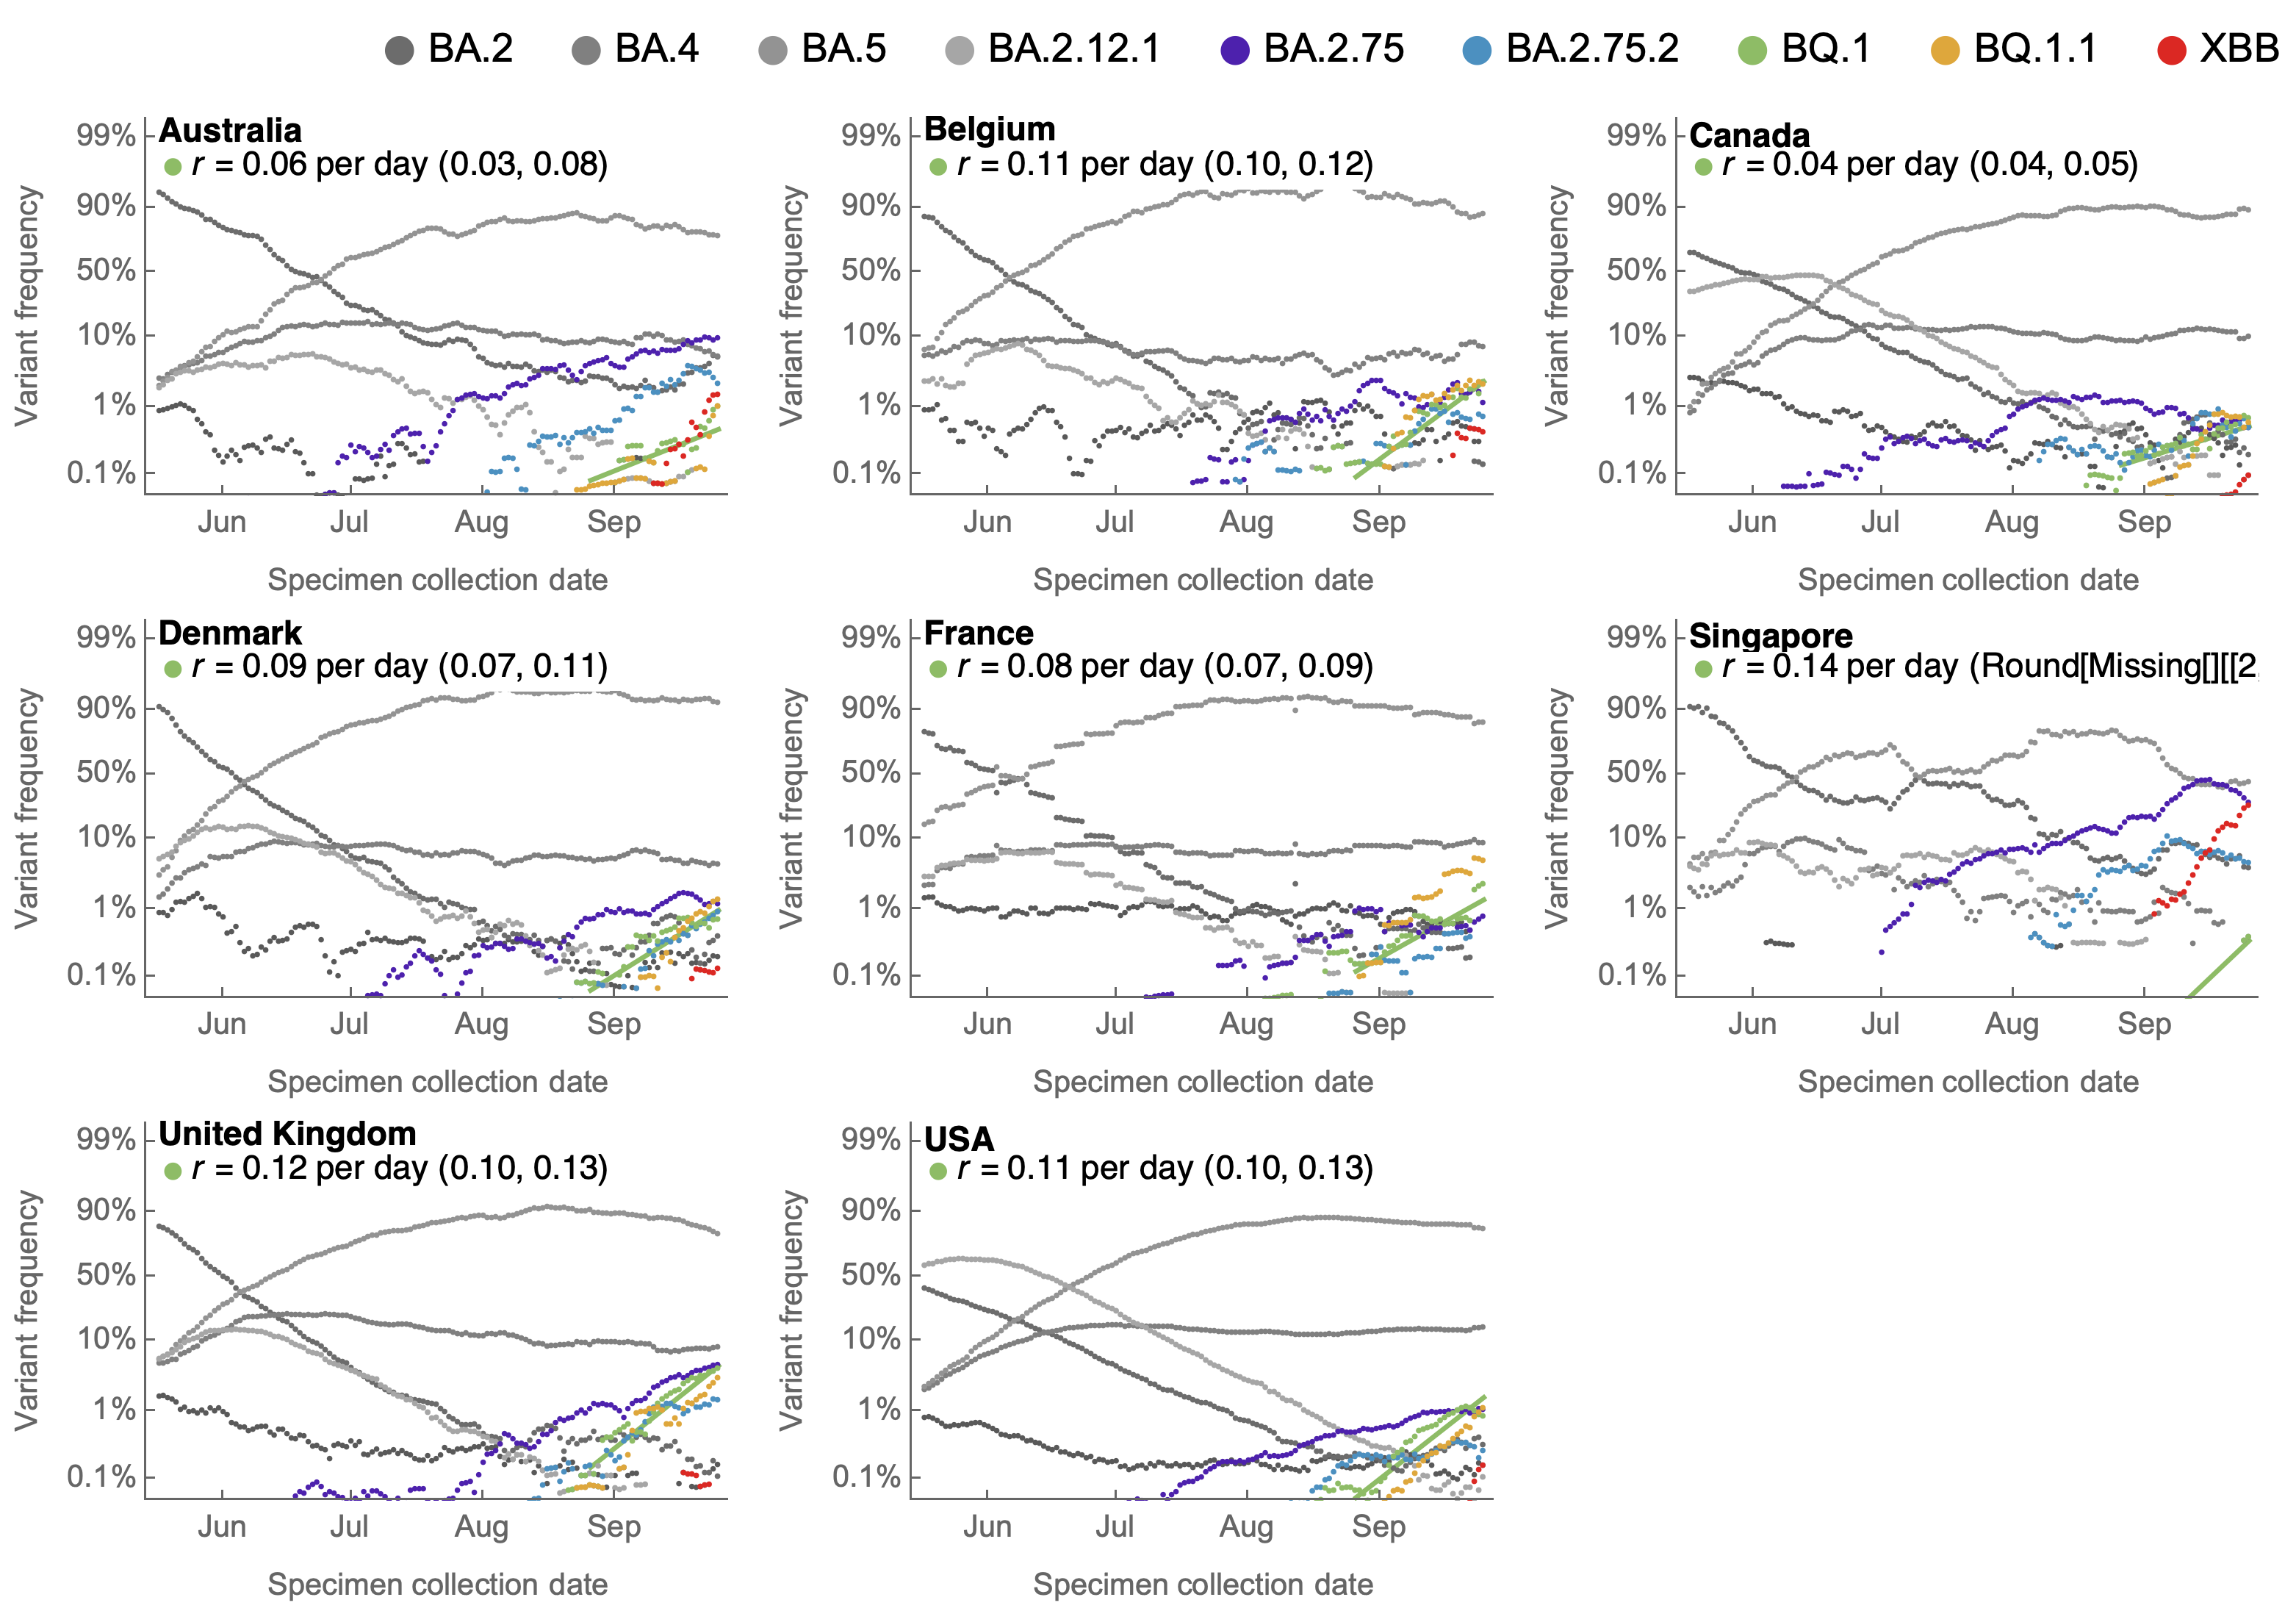 BA.2 BA.4 BA.5 BA.2.12.1 BA.2.75 BA.2.75.2 BQ.1 BQ.1.1 XBB
Australia
r = 0.06 per day (0.03, 0.08)
Variant frequency
99%
90%
50%
10%
1%
0.1%
Jun Jul Aug Sep
Specimen collection date
Belgium
r = 0.11 per day (0.10, 0.12)
Variant frequency
99%
90%
50%
10%
1%
0.1%
Jun Jul Aug Sep
Specimen collection date
Canada
r = 0.04 per day (0.04, 0.05)
Variant frequency
99%
90%
50%
10%
1%
0.1%
Jun Jul Aug Sep
Specimen collection date
Denmark
r = 0.09 per day (0.07, 0.11)
Variant frequency
99%
90%
50%
10%
1%
0.1%
Jun Jul Aug Sep
Specimen collection date
France
r = 0.08 per day (0.07, 0.09)
Variant frequency
99%
90%
50%
10%
1%
0.1%
Jun Jul Aug Sep
Specimen collection date
Singapore
r = 0.14 per day (Round[Missing[][[2,
Variant frequency
99%
90%
50%
10%
1%
0.1%
Jun Jul Aug Sep
Specimen collection date
United Kingdom
r = 0.12 per day (0.10, 0.13)
Variant frequency
99%
90%
50%
10%
1%
0.1%
Jun Jul Aug Sep
Specimen collection date
USA
r = 0.11 per day (0.10, 0.13)
Variant frequency
99%
90%
50%
10%
1%
0.1%
Jun Jul Aug Sep
Specimen collection date